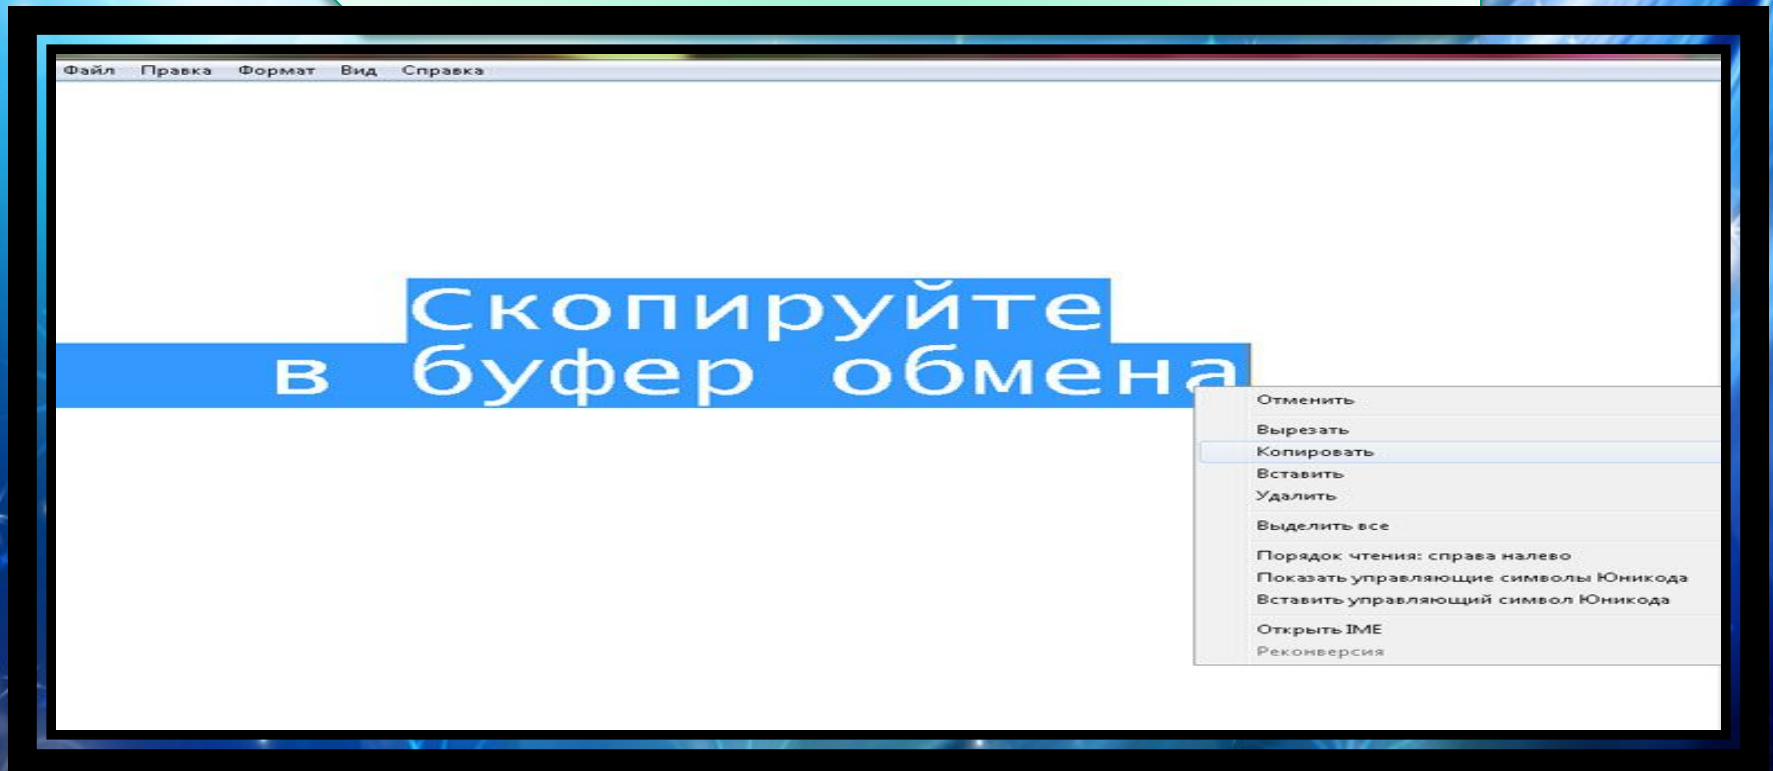 Файл Правка Формат Вид Справка
Скопируйте
в буфер обмена
Отменить
Вырезать
Копировать
Вставить
Удалить
Выделить все
Порядок чтения: справа налево
Показать управляющие символы Юникода
Вставить управляющий символ Юникода
Открыть IME
Реконверсия